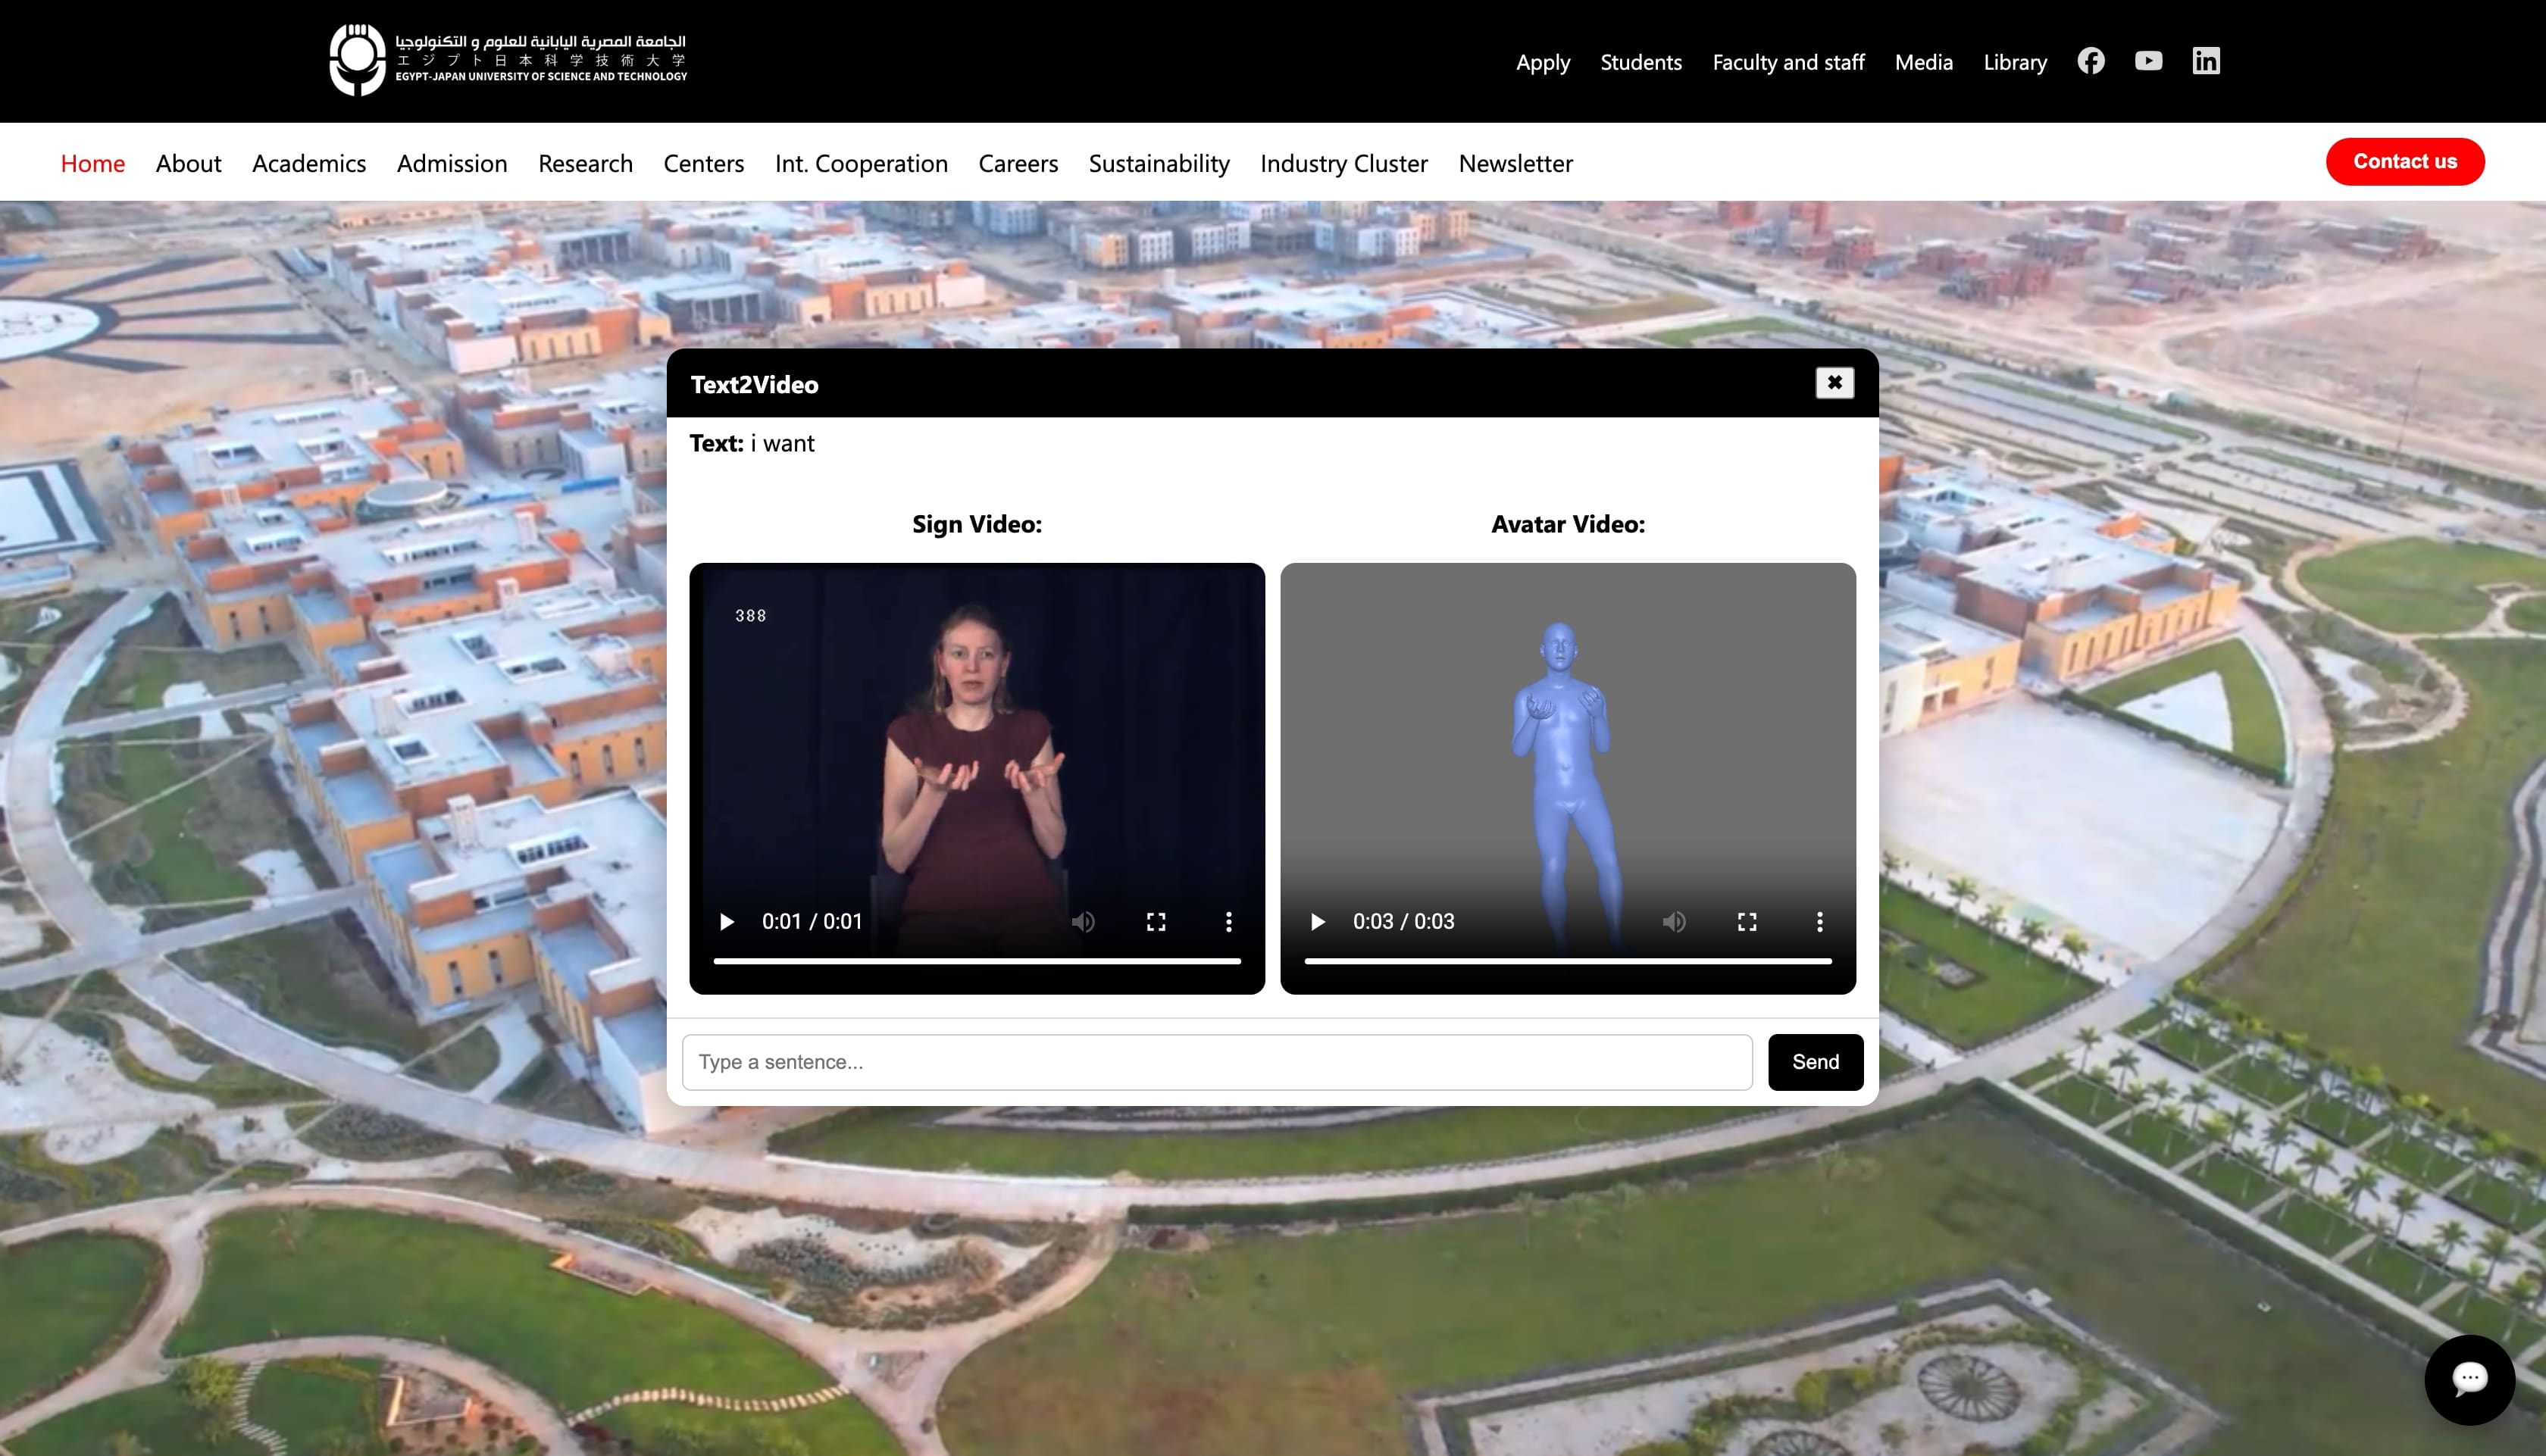 الجامعة المصرية اليابانية للعلوم و التكنولوجيا
エジプト日本科学技術大学
EGYPT-JAPAN UNIVERSITY OF SCIENCE AND TECHNOLOGY
Apply Students Faculty and staff Media Library
Home About Academics Admission Research Centers Int. Cooperation Careers Sustainability Industry Cluster Newsletter Contact us
Text2Video
Text: i want
Sign Video: Avatar Video:
388
0:01 / 0:01 0:03 / 0:03
Type a sentence... Send